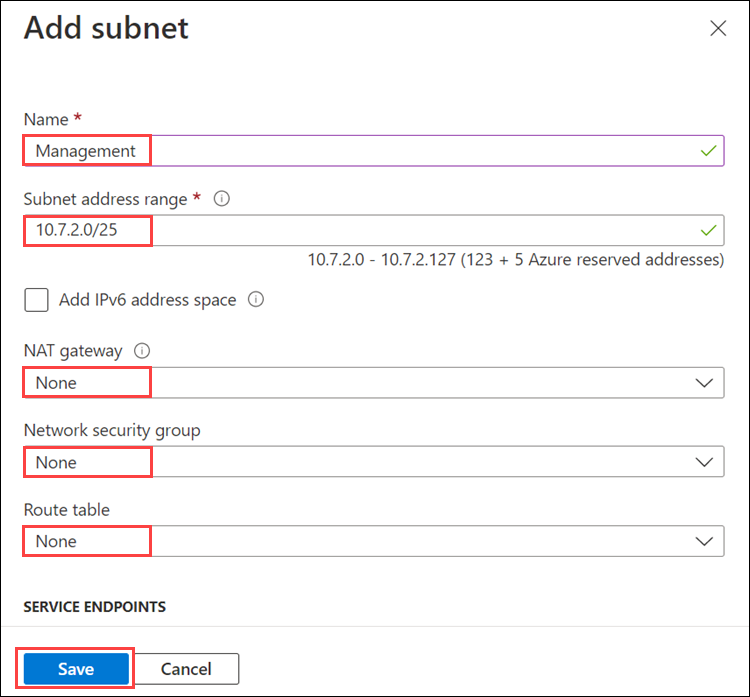 Add subnet
Name *
Management
Subnet address range *
10.7.2.0/25
10.7.2.0 - 10.7.2.127 (123 + 5 Azure reserved addresses)
Add IPv6 address space
NAT gateway
None
Network security group
None
Route table
None
SERVICE ENDPOINTS
Save Cancel